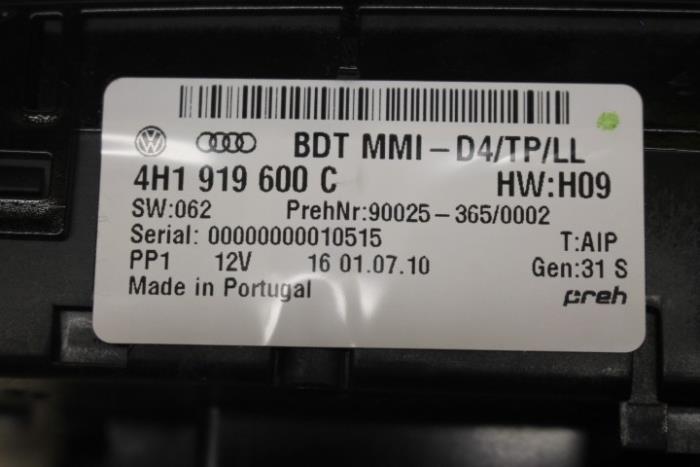 BDT MMI - D4/TP/LL
4H1 919 600 C HW:H09
SW:062 PrehNr:90025-365/0002
Serial: 00000000010515 T:AIP
PP1 12V 16 01.07.10 Gen:31 S
Made in Portugal preh